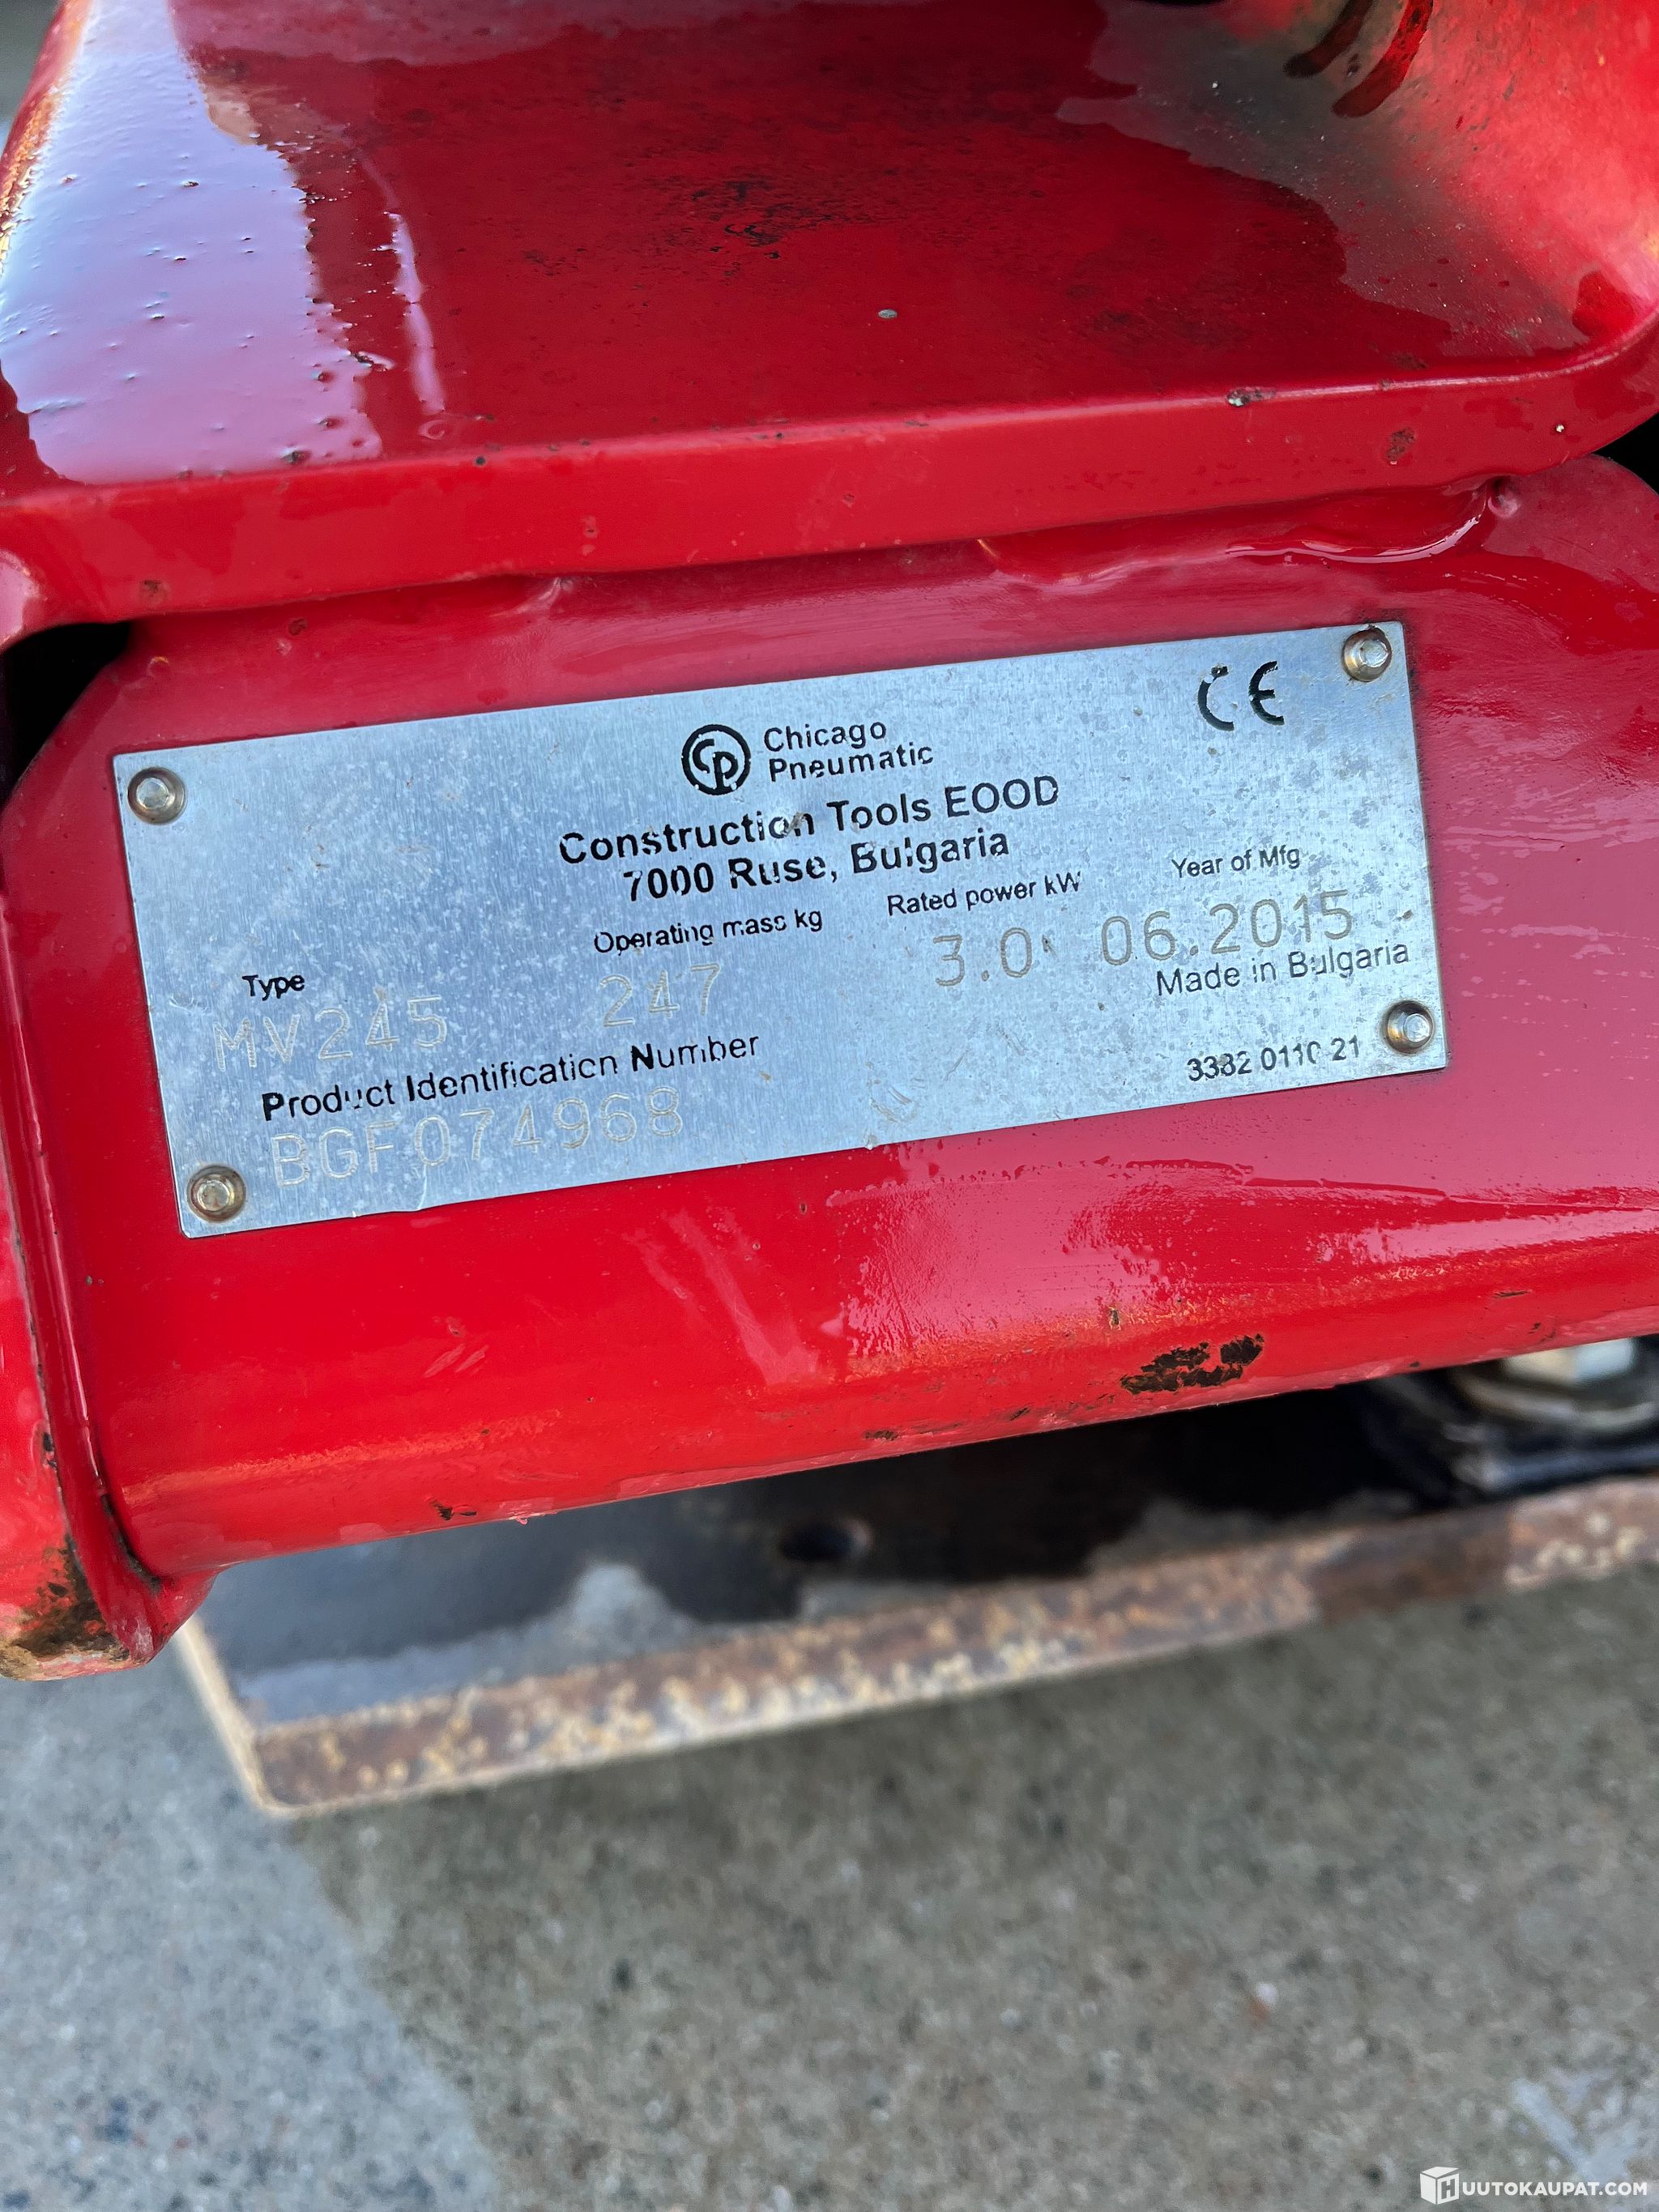 CP Chicago
Pneumatic
CE
Construction Tools EOOD
7000 Ruse, Bulgaria
Type
Operating mass kg
Rated power kW
Year of Mfg
MV245
247
3.0
06.2015
Made in Bulgaria
Product Identification Number
BGF074968
3382 0110 21
HUUTOKAUPAT.COM